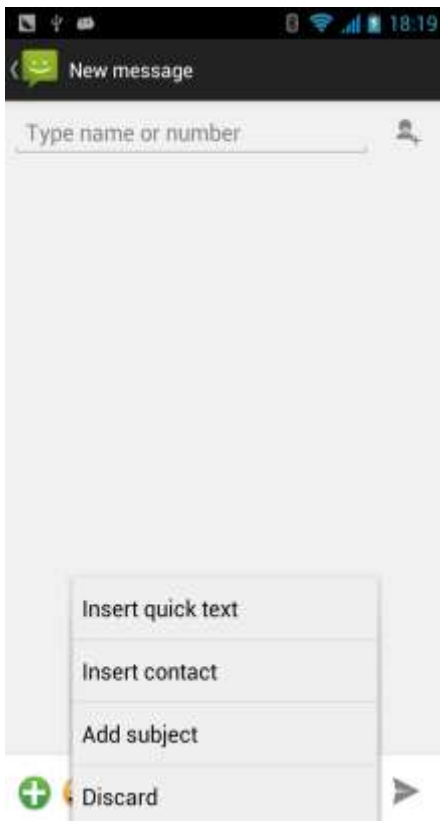 18:19
New message
Type name or number
Insert quick text
Insert contact
Add subject
Discard